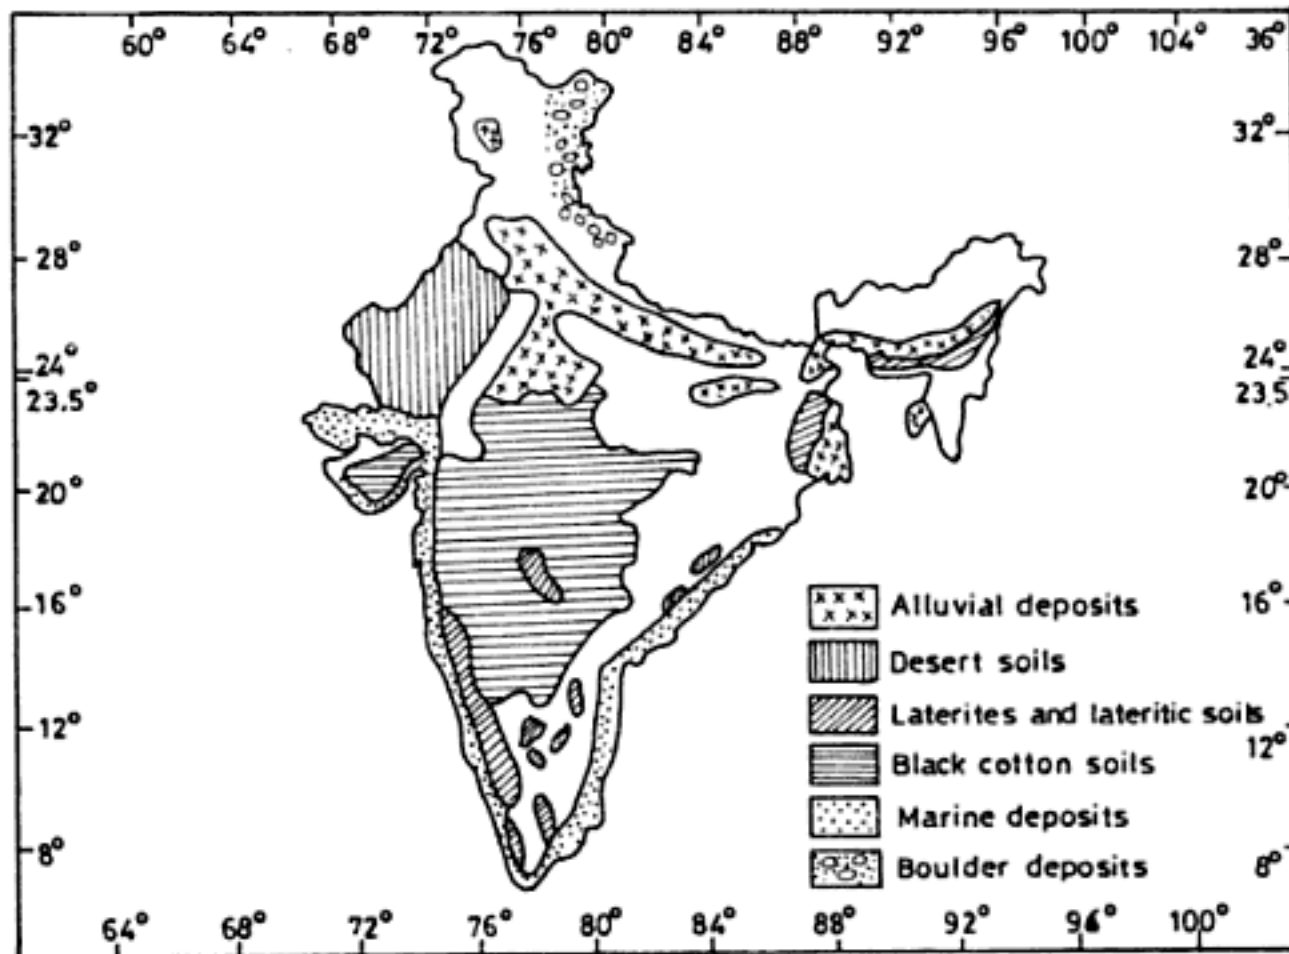 60° 64° 68° 72° 76° 80° 84° 88° 92° 96° 100° 104° 36°
32° 32°
28° 28°
24° 24°
23.5° 23.5
20° 20°
16° Alluvial deposits 16°
Desert soils
Laterites and lateritic soils
12° 12°
Black cotton soils
Marine deposits
8° Boulder deposits 8°
64° 68° 72° 76° 80° 84° 88° 92° 96° 100°